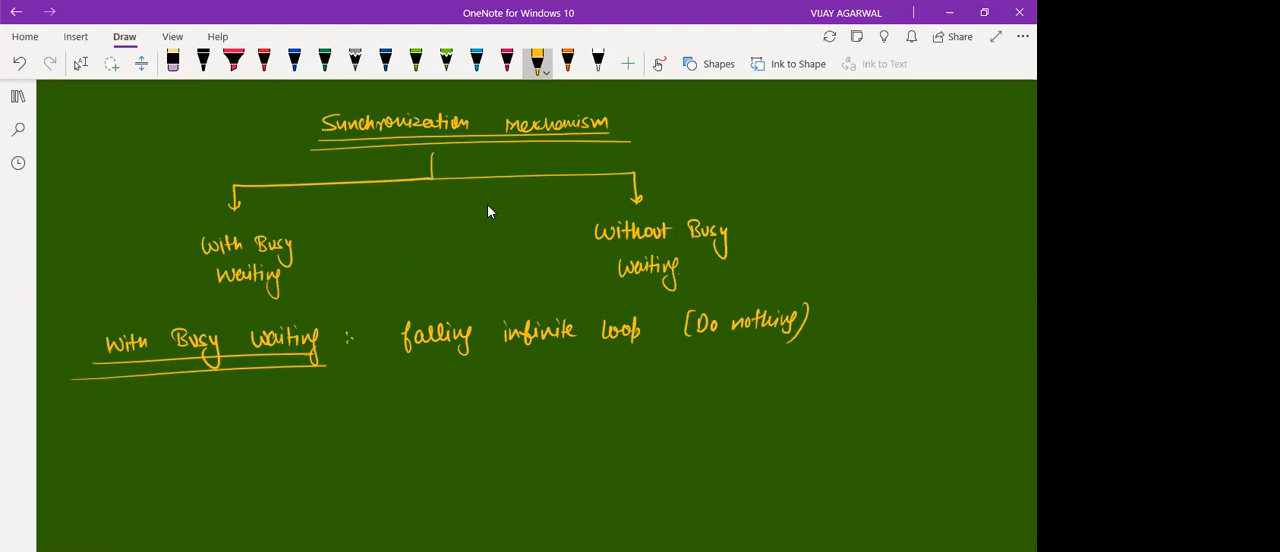 OneNote for Windows 10
VIJAY AGARWAL
Home Insert Draw View Help
Share
Shapes Ink to Shape Ink to Text
Synchronization Mechanism
With Busy
Waiting
Without Busy
Waiting
With Busy Waiting : falling infinite loop (Do nothing)